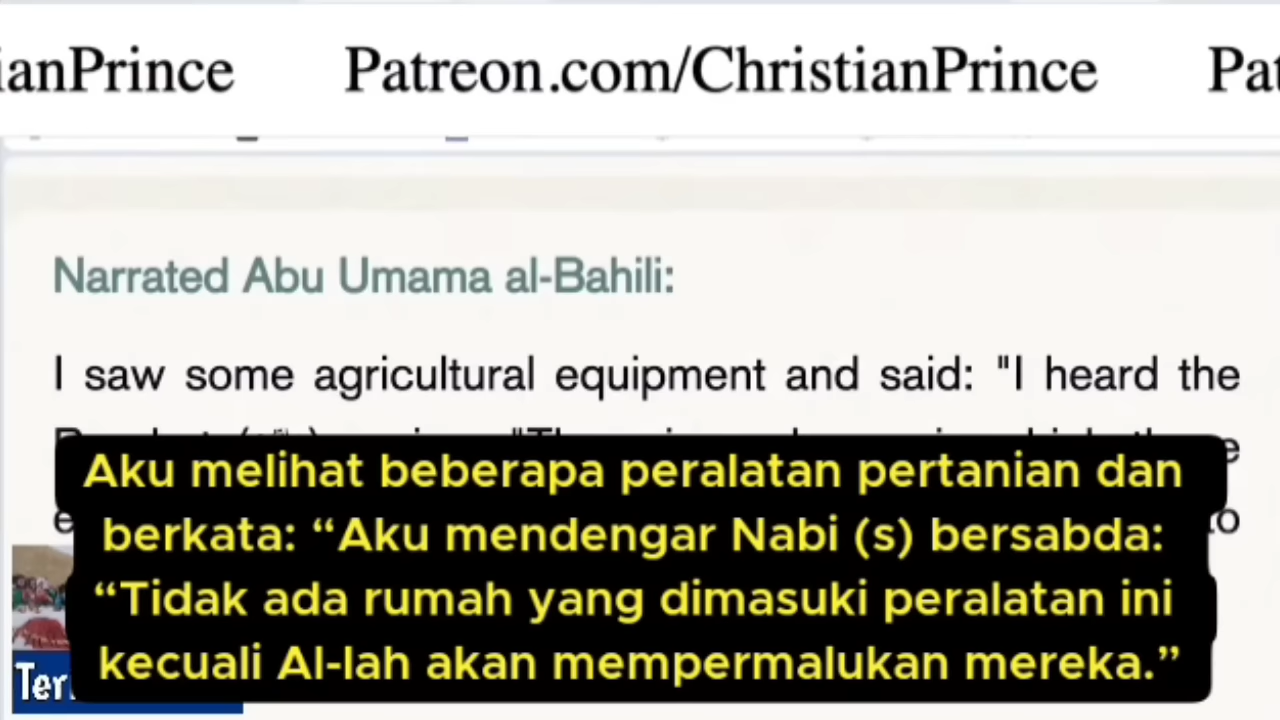 ianPrince Patreon.com/ChristianPrince Pat
Narrated Abu Umama al-Bahili:
I saw some agricultural equipment and said: "I heard the
Aku melihat beberapa peralatan pertanian dan
berkata: “Aku mendengar Nabi (s) bersabda:
“Tidak ada rumah yang dimasuki peralatan ini
kecuali Al-lah akan mempermalukan mereka.”
Ter